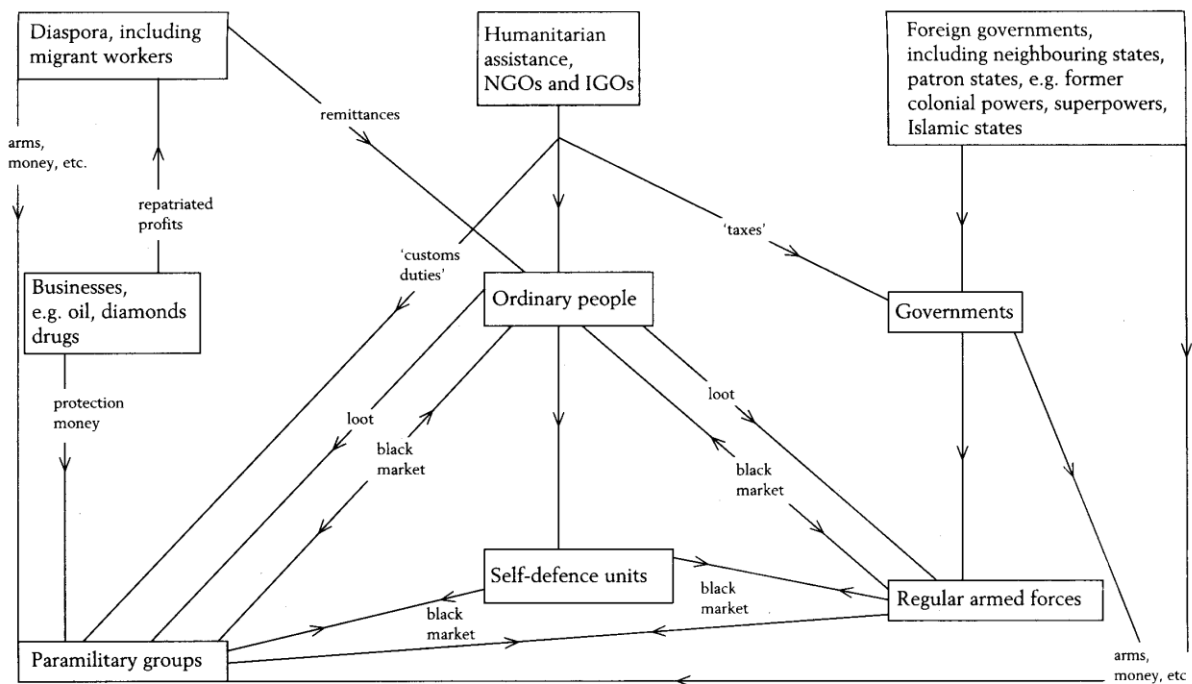 Diaspora, including
migrant workers
Humanitarian
assistance,
NGOs and IGOs
Foreign governments,
including neighbouring states,
patron states, e.g. former
colonial powers, superpowers,
Islamic states
remittances
arms,
money, etc.
repatriated
profits
'taxes'
'customs
duties'
Businesses,
e.g. oil, diamonds
drugs
Ordinary people
Governments
protection
money
loot
black
market
loot
black
market
Self-defence units
black
market
black
market
Regular armed forces
Paramilitary groups
arms,
money, etc